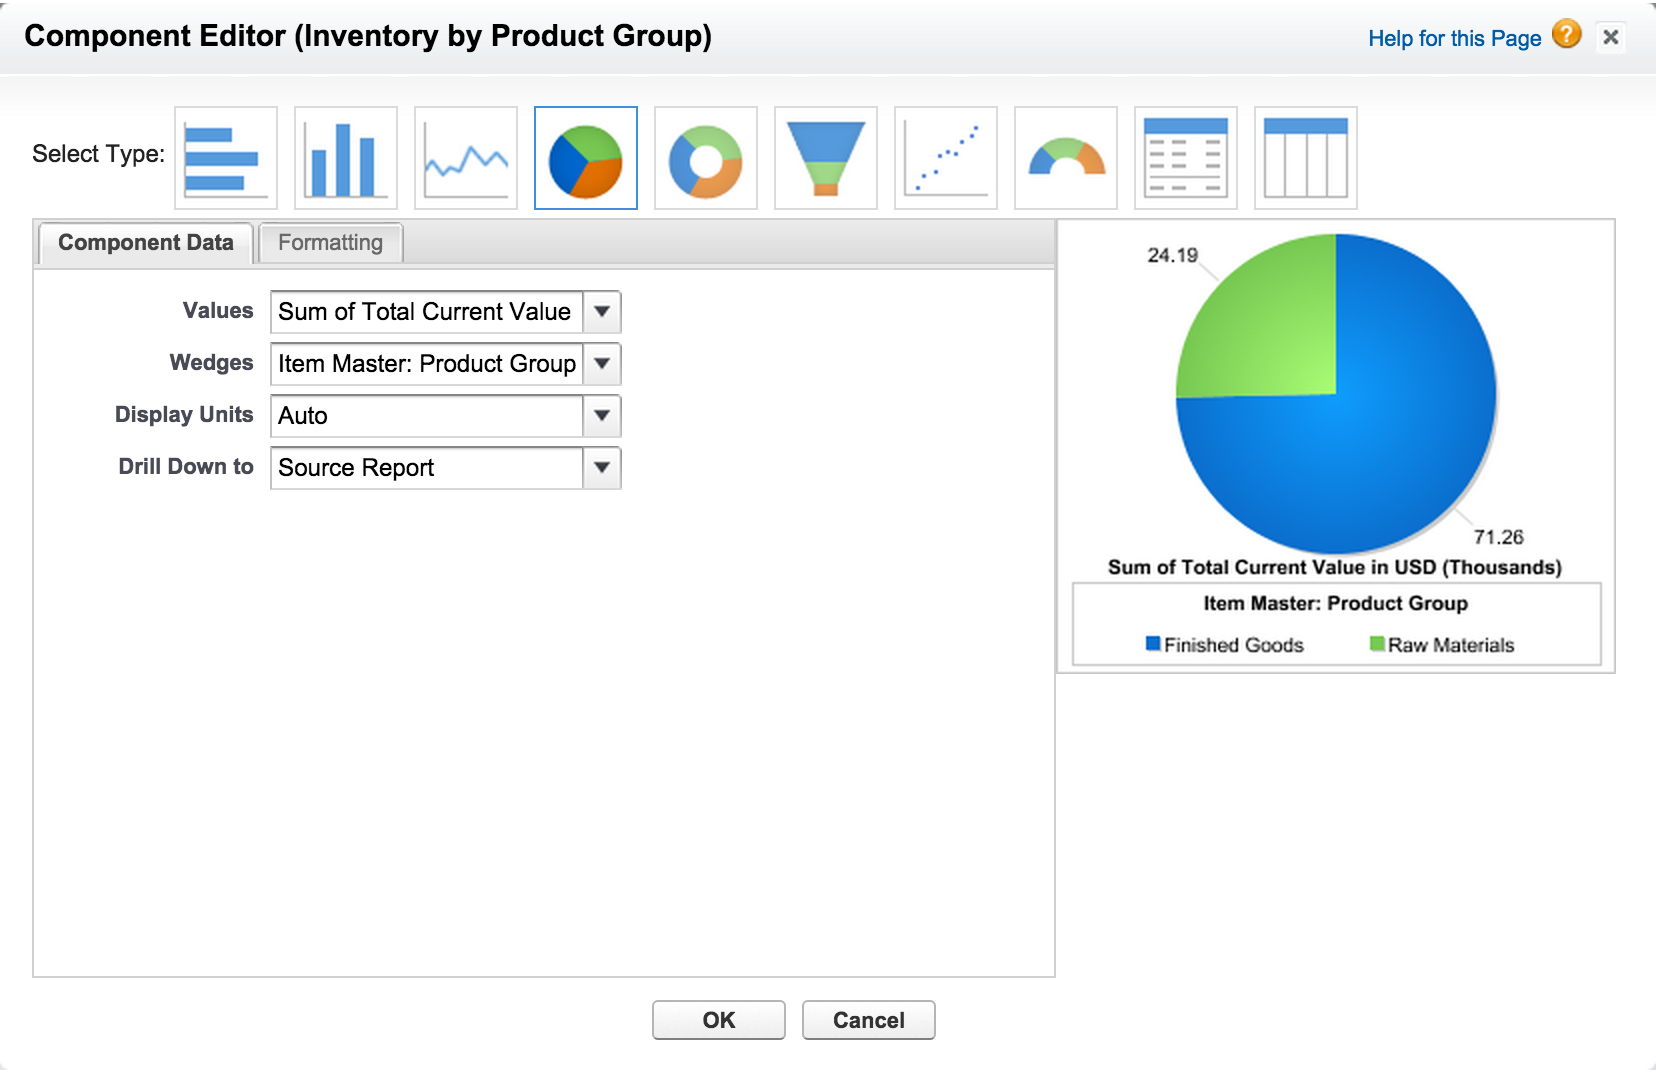 Component Editor (Inventory by Product Group)
Help for this Page ?
Select Type:
Component Data
Formatting
Values
Sum of Total Current Value
Wedges
Item Master: Product Group
Display Units
Auto
Drill Down to
Source Report
24.19
71.26
Sum of Total Current Value in USD (Thousands)
Item Master: Product Group
Finished Goods
Raw Materials
OK
Cancel